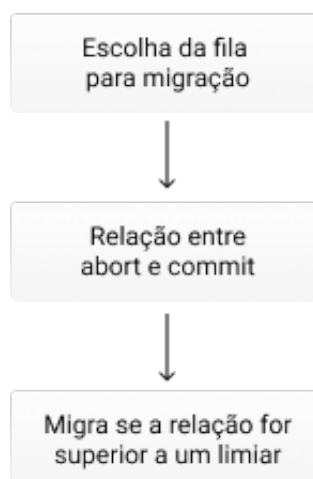 Escolha da fila
para migração
Relação entre
abort e commit
Migra se a relação for
superior a um limiar